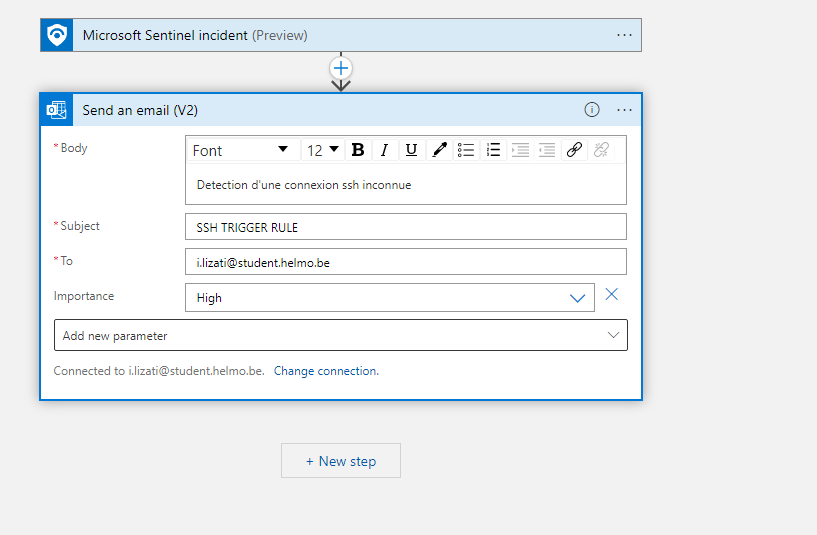 Microsoft Sentinel incident (Preview)
Send an email (V2)
* Body
Font 12 B I U
Detection d'une connexion ssh inconnue
* Subject
SSH TRIGGER RULE
* To
i.lizati@student.helmo.be
Importance
High
Add new parameter
Connected to i.lizati@student.helmo.be. Change connection.
+ New step